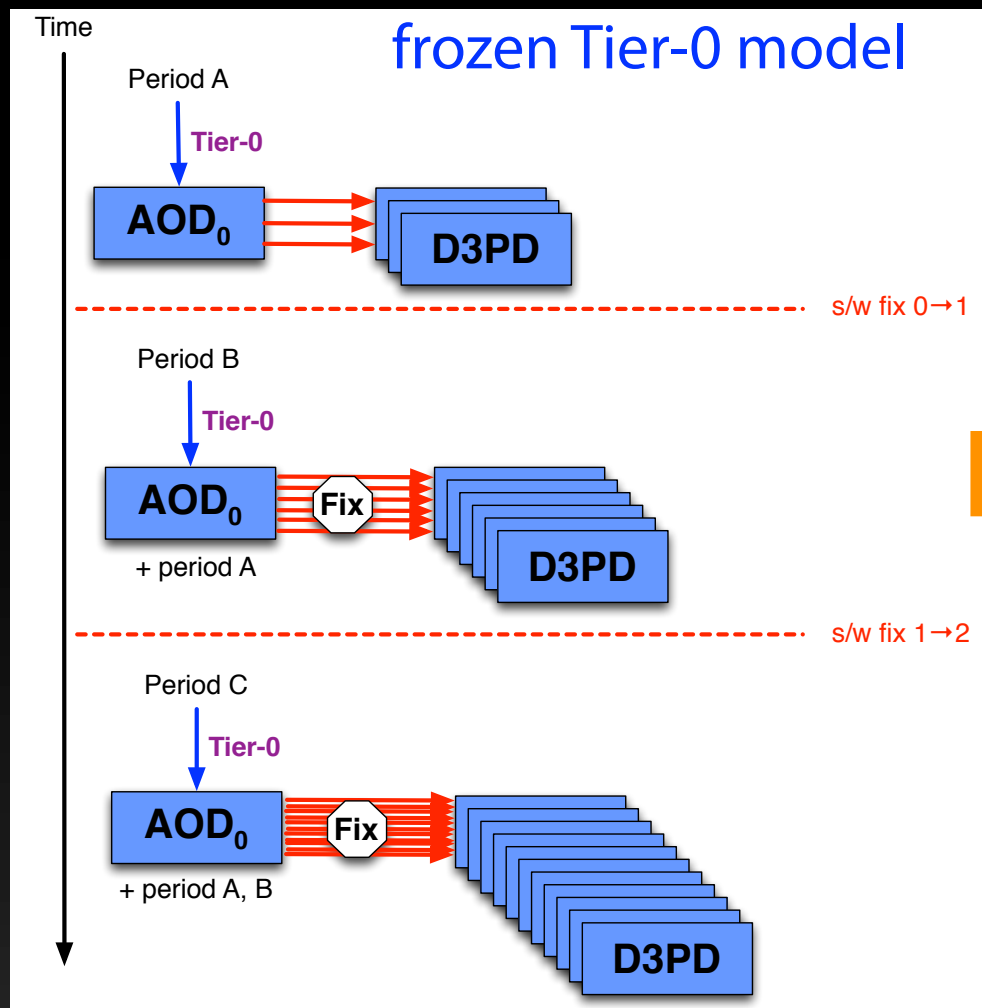 Time
frozen Tier-0 model
Period A
Tier-0
AOD₀
D3PD
s/w fix 0→1
Period B
Tier-0
AOD₀
Fix
D3PD
+ period A
s/w fix 1→2
Period C
Tier-0
AOD₀
Fix
+ period A, B
D3PD